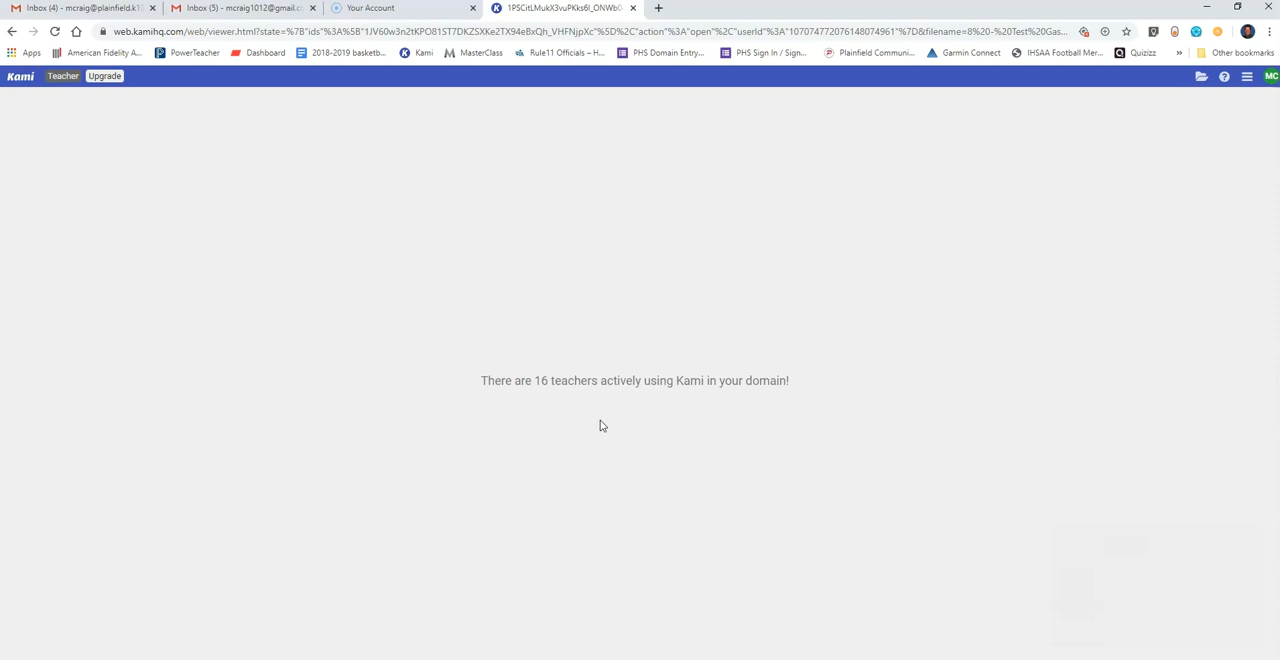 Inbox (4) - mcraig@plainfield.k1
Inbox (5) - mcraig1012@gmail.c
Your Account
1PSCitLMukX3vuPKks6l_ONWb0
web.kamihq.com/web/viewer.html?state=%7B"ids"%3A%5B"1JV60w3n2tKPO81ST7DKZSXKd1X94eBXm_VHFNjpXc"%5D%2C"action"%3A"open"%2C"userId"%3A"107074772076148074961"%7D&filename=8%20-%20Test%20Gas...
Apps
American Fidelity A...
PowerTeacher
Dashboard
2018-2019 basketb...
Kami
MasterClass
Rule11 Officials – H...
PHS Domain Entry...
PHS Sign In / Sign...
Plainfield Communi...
Garmin Connect
IHSAA Football Mer...
Quizizz
»
Other bookmarks
Kami Teacher Upgrade
MC
There are 16 teachers actively using Kami in your domain!